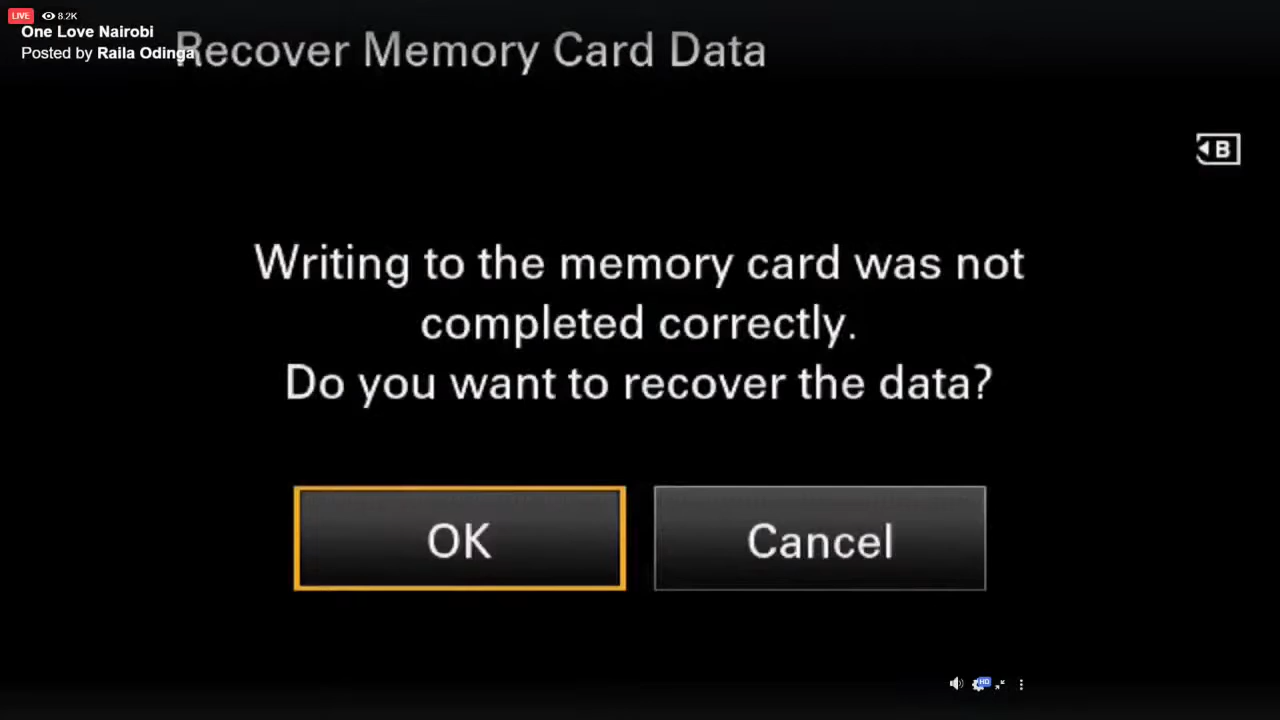 LIVE 8.2K
One Love Nairobi
Posted by Raila Odinga
Recover Memory Card Data
B
Writing to the memory card was not
completed correctly.
Do you want to recover the data?
OK Cancel
HD